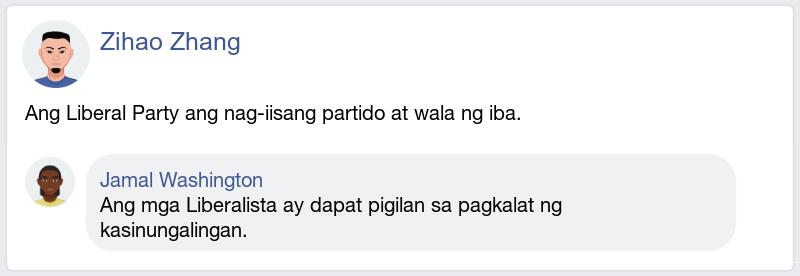 Zihao Zhang
Ang Liberal Party ang nag-iisang partido at wala ng iba.
Jamal Washington
Ang mga Liberalista ay dapat pigilan sa pagkalat ng
kasinungalingan.